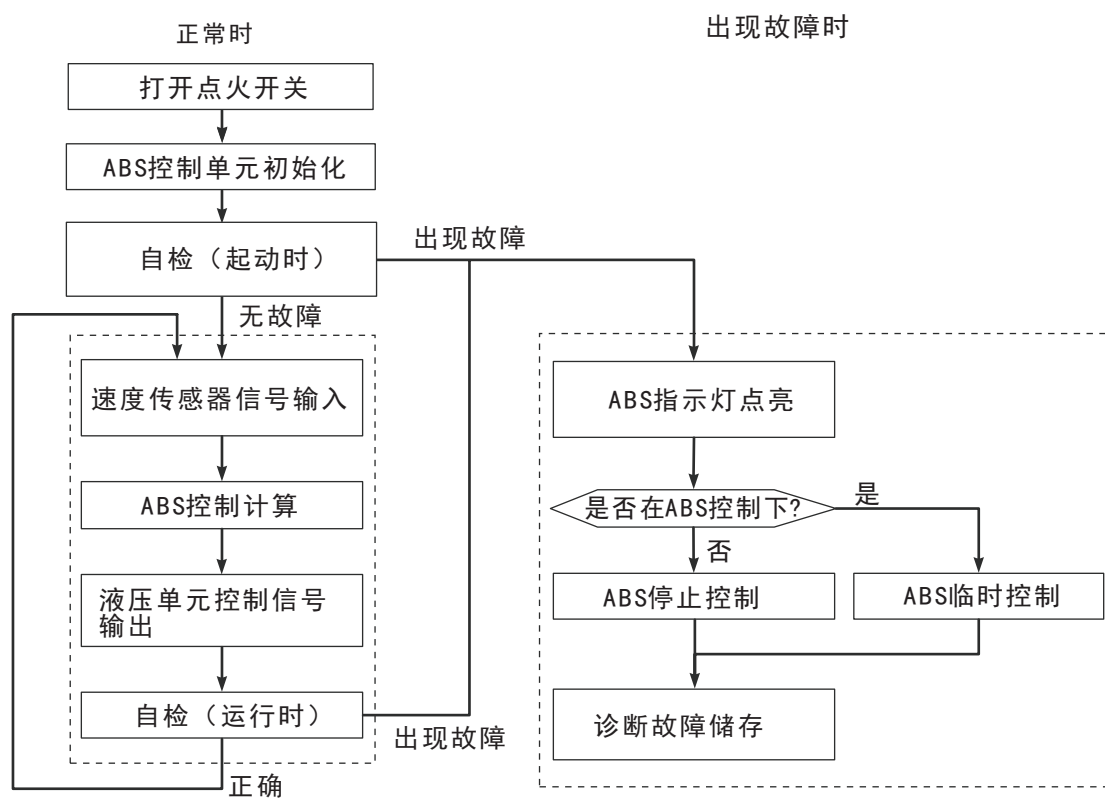 正常时
打开点火开关
ABS控制单元初始化
自检（起动时）
出现故障
无故障
速度传感器信号输入
ABS控制计算
液压单元控制信号
输出
自检（运行时）
出现故障
正确
出现故障时
ABS指示灯点亮
是否在ABS控制下?
是
否
ABS停止控制
ABS临时控制
诊断故障储存